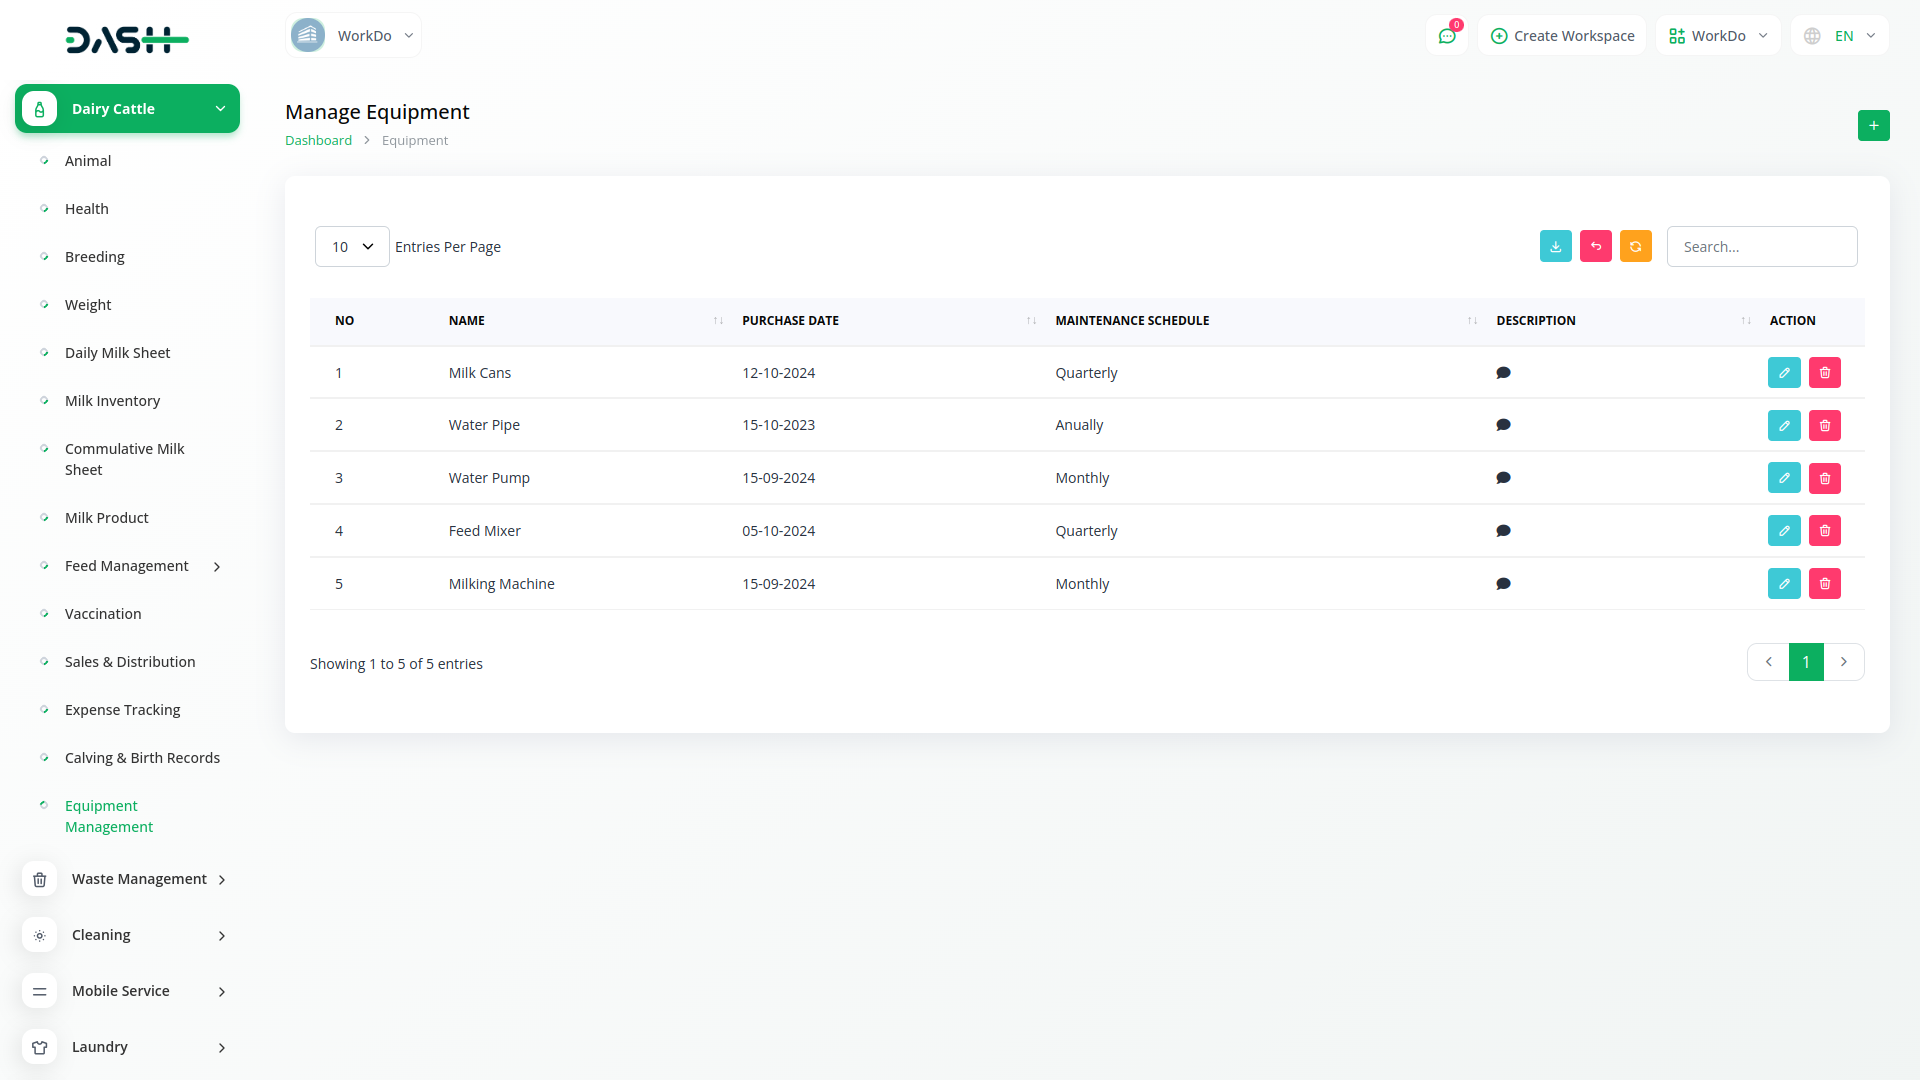 DASH
WorkDo
0
Create Workspace
WorkDo
EN
Dairy Cattle
Animal
Health
Breeding
Weight
Daily Milk Sheet
Milk Inventory
Commulative Milk
Sheet
Milk Product
Feed Management
Vaccination
Sales & Distribution
Expense Tracking
Calving & Birth Records
Equipment
Management
Waste Management
Cleaning
Mobile Service
Laundry
Manage Equipment
Dashboard > Equipment
+
10 Entries Per Page
Search...
NO NAME PURCHASE DATE MAINTENANCE SCHEDULE DESCRIPTION ACTION
1 Milk Cans 12-10-2024 Quarterly
2 Water Pipe 15-10-2023 Anually
3 Water Pump 15-09-2024 Monthly
4 Feed Mixer 05-10-2024 Quarterly
5 Milking Machine 15-09-2024 Monthly
Showing 1 to 5 of 5 entries
1